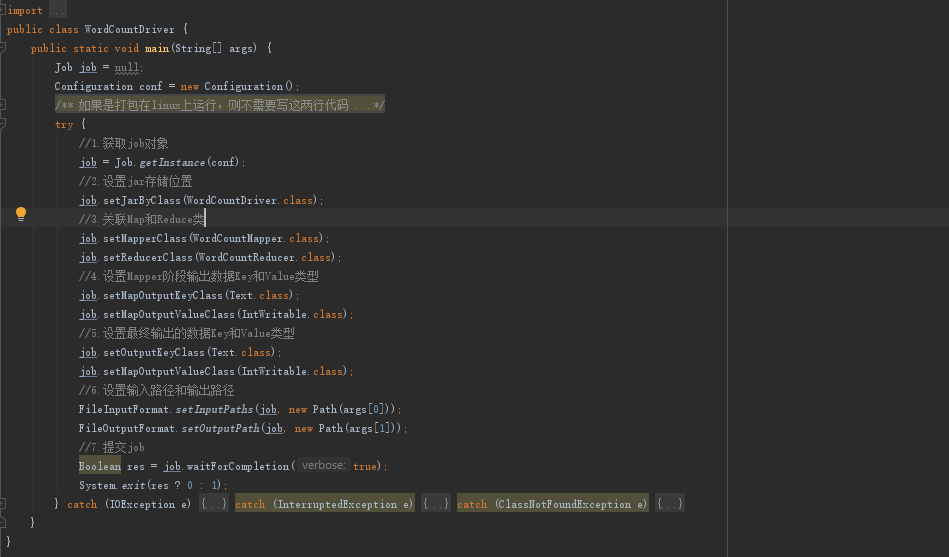 import ...
public class WordCountDriver {
public static void main(String[] args) {
Job job = null;
Configuration conf = new Configuration();
/** 如果是打包在linux上运行，则不需要写这两行代码 ...*/
try {
//1.获取job对象
job = Job.getInstance(conf);
//2.设置jar存储位置
job.setJarByClass(WordCountDriver.class);
//3.关联Map和Reduce类
job.setMapperClass(WordCountMapper.class);
job.setReducerClass(WordCountReducer.class);
//4.设置Mapper阶段输出数据Key和Value类型
job.setMapOutputKeyClass(Text.class);
job.setMapOutputValueClass(IntWritable.class);
//5.设置最终输出的数据Key和Value类型
job.setOutputKeyClass(Text.class);
job.setMapOutputValueClass(IntWritable.class);
//6.设置输入路径和输出路径
FileInputFormat.setInputPaths(job, new Path(args[0]));
FileOutputFormat.setOutputPath(job, new Path(args[1]));
//7.提交job
Boolean res = job.waitForCompletion( verbose: true);
System.exit(res ? 0 : 1);
} catch (IOException e) {...} catch (InterruptedException e) {...} catch (ClassNotFoundException e) {...}
}
}